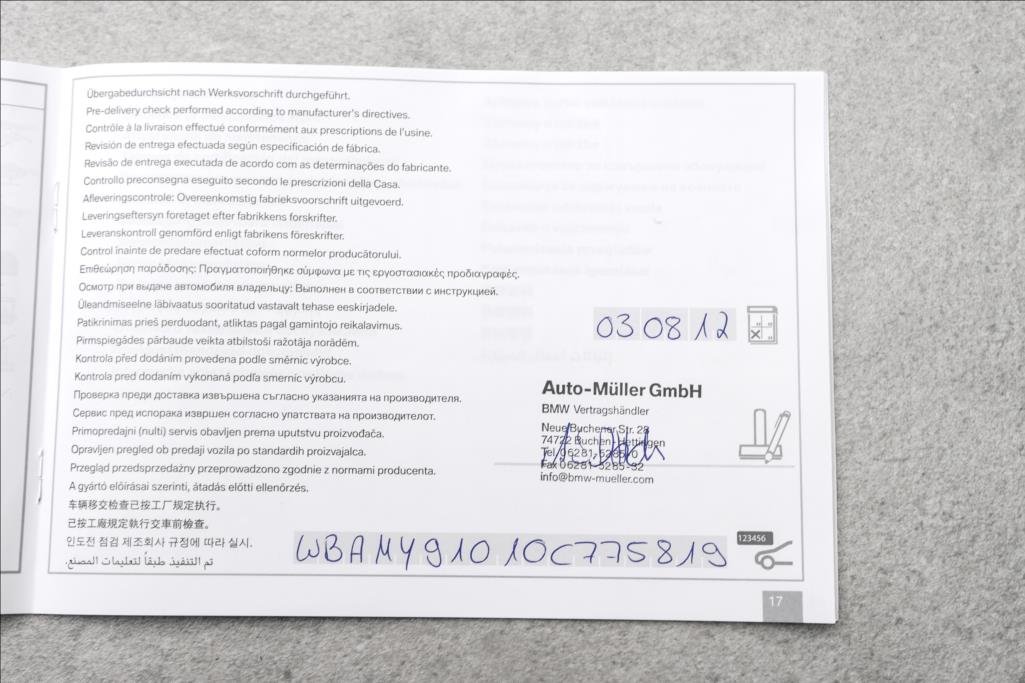 Übergabedurchsicht nach Werksvorschrift durchgeführt.
Pre-delivery check performed according to manufacturer's directives.
Contrôle à la livraison effectué conformément aux prescriptions de l'usine.
Revisión de entrega efectuada según especificación de fábrica.
Revisão de entrega executada de acordo com as determinações do fabricante.
Controllo preconsegna eseguito secondo le prescrizioni della Casa.
Afleveringscontrole: Overeenkomstig fabrieksvoorschrift uitgevoerd.
Leveringseftersyn foretaget efter fabrikkens forskrifter.
Leveranskontroll genomförd enligt fabrikens föreskrifter.
Control înainte de predare efectuat coform normelor producătorului.
Επιθεώρηση παράδοσης: Πραγματοποιήθηκε σύμφωνα με τις εργοστασιακές προδιαγραφές.
Осмотр при выдаче автомобиля владельцу: Выполнен в соответствии с инструкцией.
Üleandmiseelne läbivaatus sooritatud vastavalt tehase eeskirjadele.
Patikrinimas prieš perduodant, atliktas pagal gamintojo reikalavimus.
Pirmspiegādes pārbaude veikta atbilstoši ražotāja norādēm.
Kontrola před dodáním provedena podle směrnic výrobce.
Kontrola pred dodaním vykonaná podľa smerníc výrobcu.
Проверка преди доставка извършена съгласно указанията на производителя.
Сервис пред испорака извршен согласно упатствата на производителот.
Primopredajni (nulti) servis obavljen prema uputstvu proizvođača.
Opravljen pregled ob predaji vozila po standardih proizvajalca.
Przegląd przedsprzedażny przeprowadzono zgodnie z normami producenta.
A gyártó előírásai szerinti, átadás előtti ellenőrzés.
车辆移交检查已按工厂规定执行。
已按工廠規定執行交車前檢查。
인도전 점검 제조회사 규정에 따라 실시.
تم التنفيذ طبقاً لتعليمات المصنع.
03 08 12
Auto-Müller GmbH
BMW Vertragshändler
Neue Buchener Str. 28
74722 Buchen-Hettingen
Tel 06281-5285-0
Fax 06281-5285-32
info@bmw-mueller.com
WBAMY91010C775819
123456
17